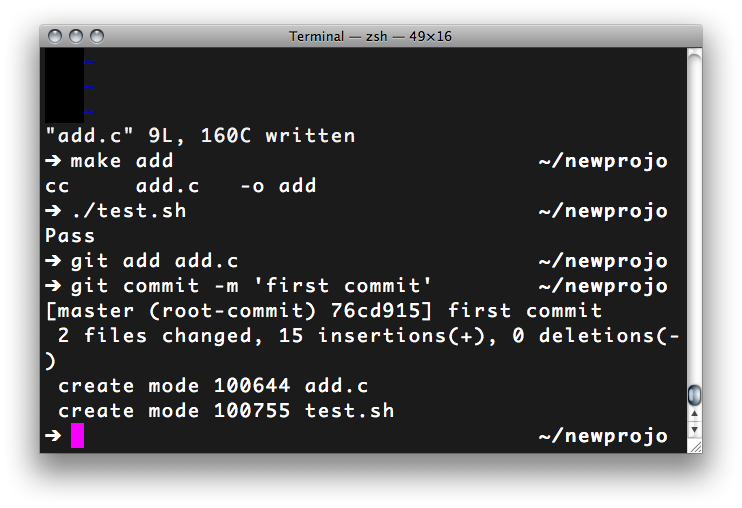 Terminal — zsh — 49×16
~
~
~
"add.c" 9L, 160C written
➜ make add ~/newprojo
cc add.c -o add
➜ ./test.sh ~/newprojo
Pass
➜ git add add.c ~/newprojo
➜ git commit -m 'first commit' ~/newprojo
[master (root-commit) 76cd915] first commit
2 files changed, 15 insertions(+), 0 deletions(-
)
create mode 100644 add.c
create mode 100755 test.sh
➜ ~/newprojo